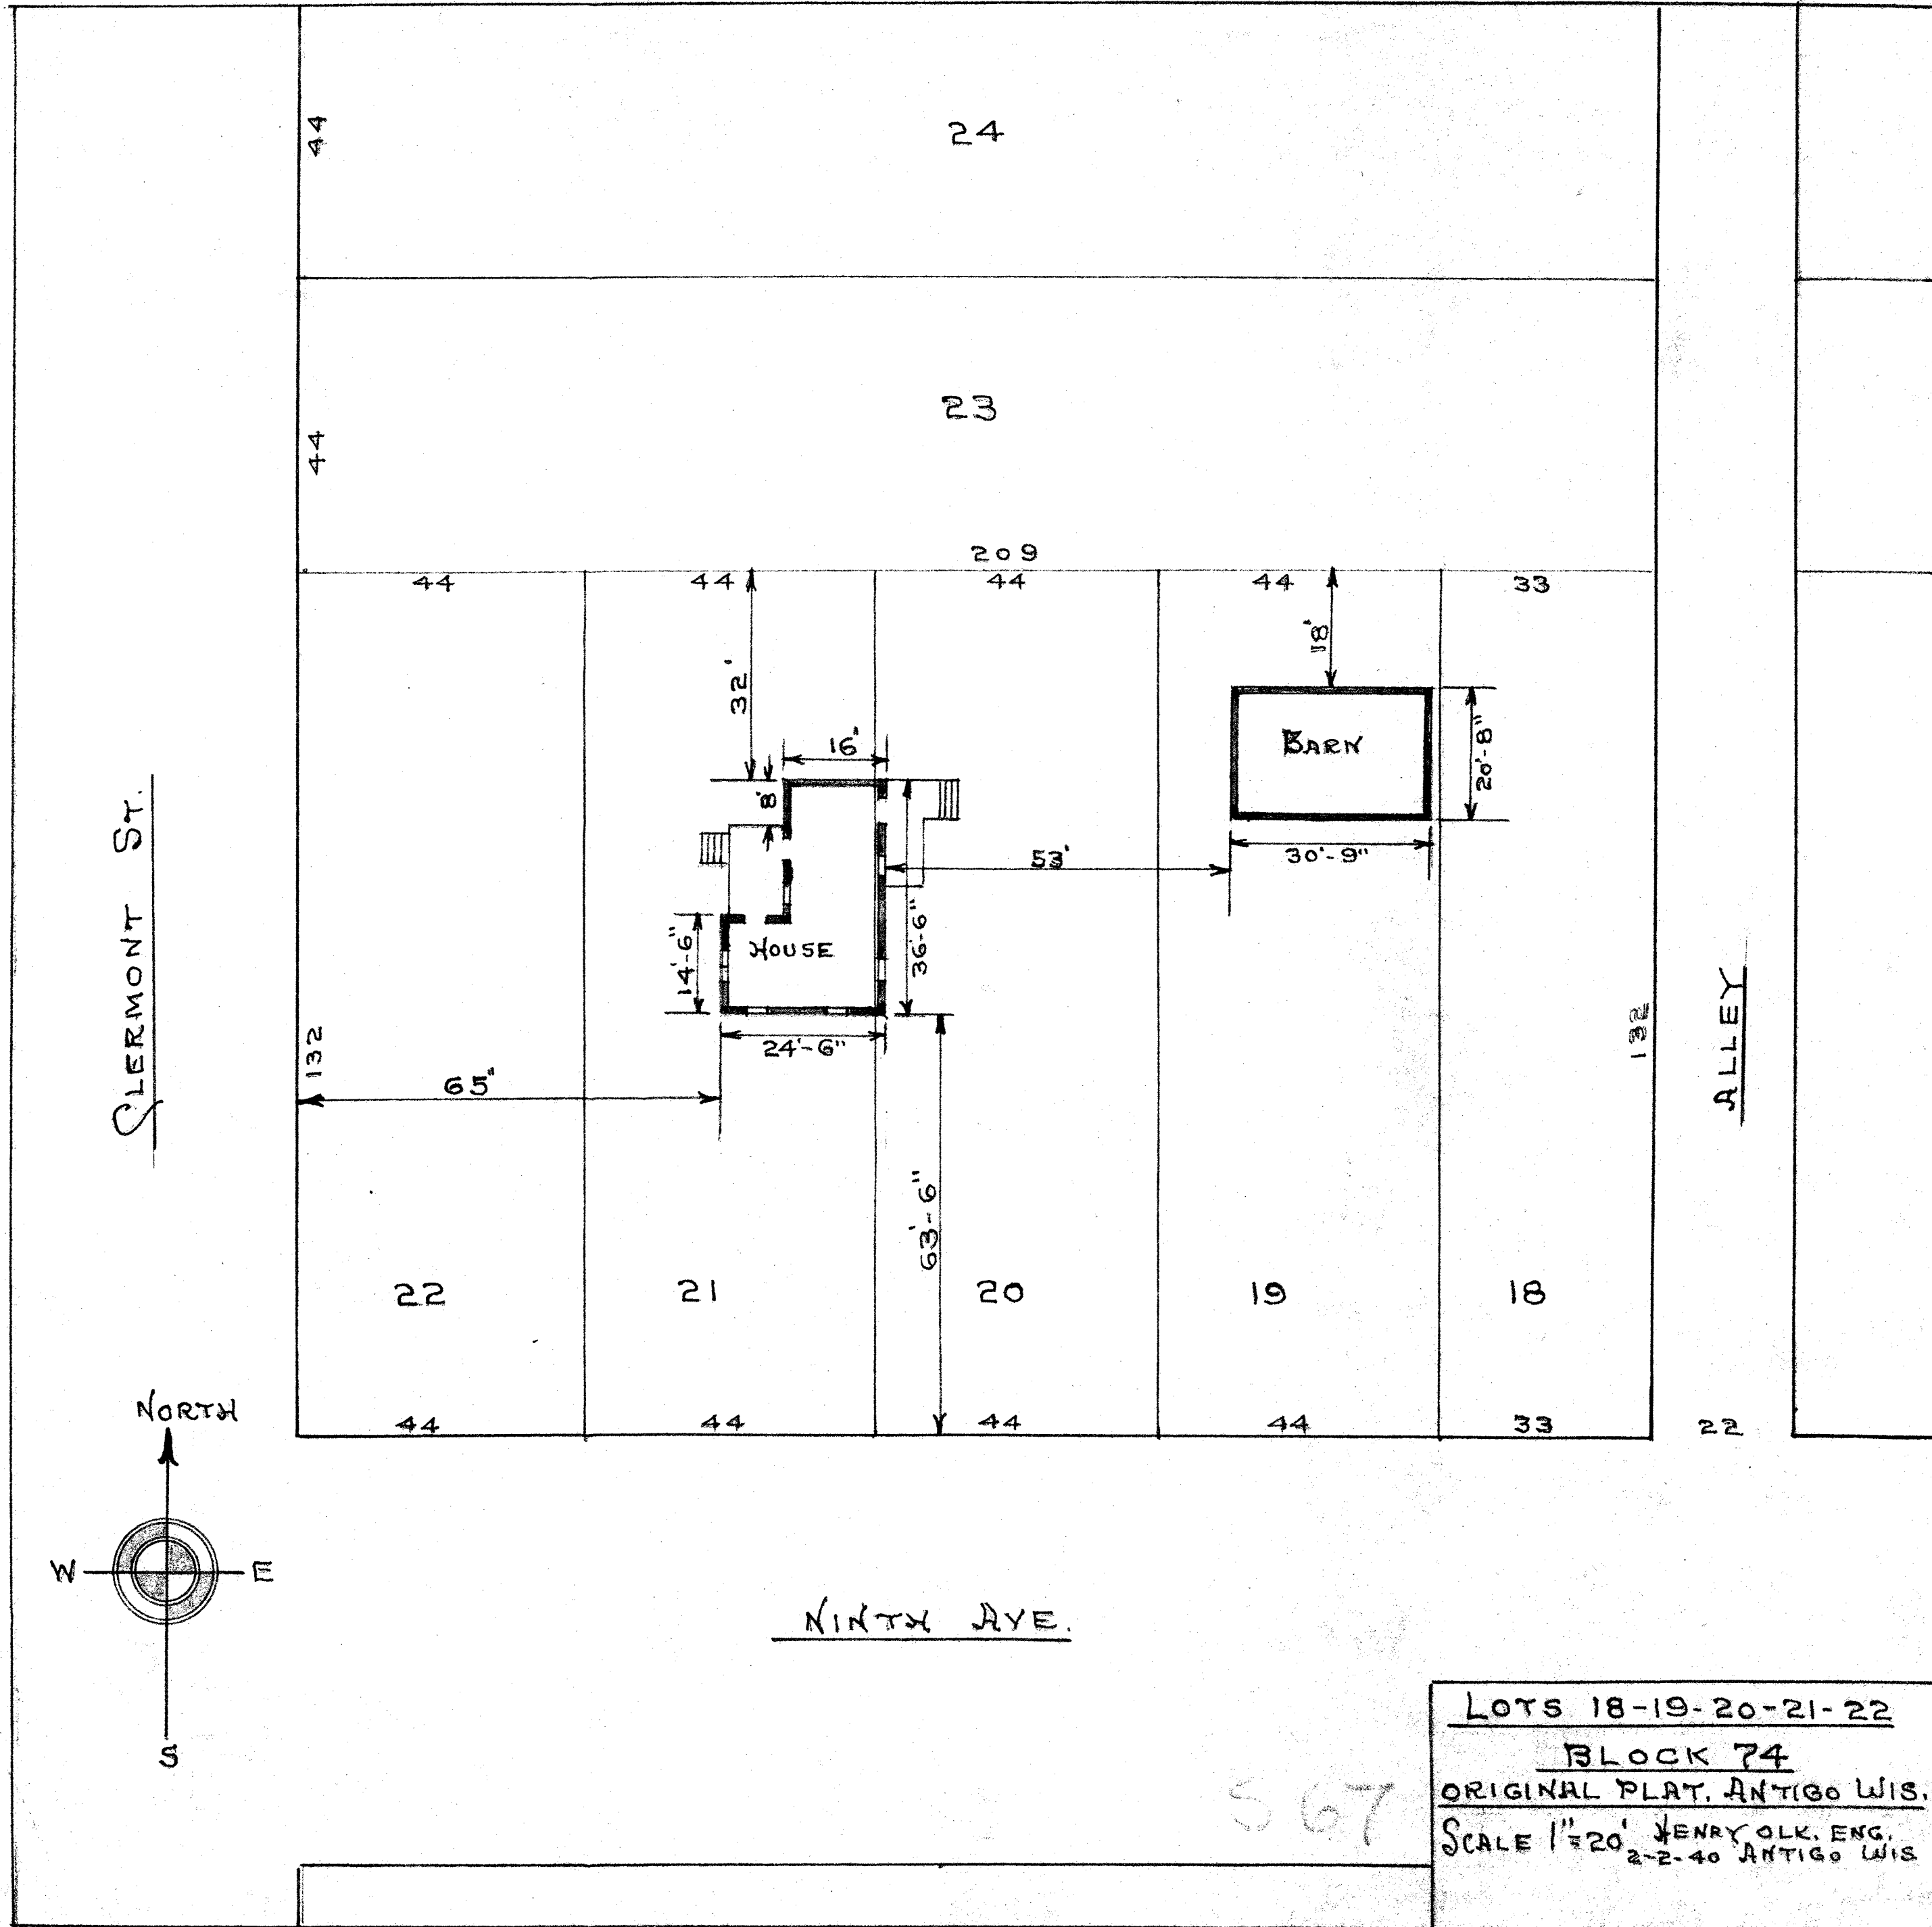 24
44
23
44
209
44 44 44 44 33
32'
18'
16'
8'
BARN
20'-8"
30'-9"
53'
36'-6"
14'-6"
HOUSE
24'-6"
CLERMONT ST.
132
65'
63'-6"
132
ALLEY
22 21 20 19 18
44 44 44 44 33 22
NORTH
W E
S
NINTH AVE.
567
LOTS 18-19-20-21-22
BLOCK 74
ORIGINAL PLAT. ANTIGO WIS.
SCALE 1"=20' HENRY OLK. ENG.
2-2-40 ANTIGO WIS